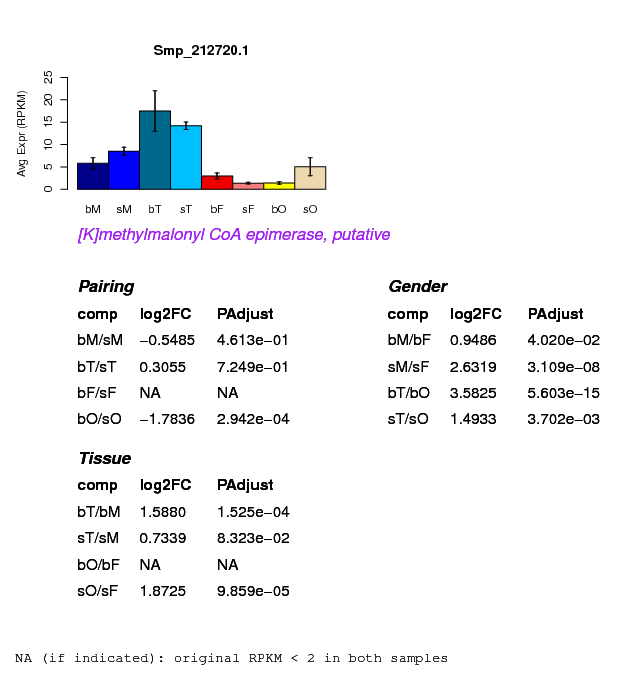 Smp_212720.1
Avg Expr (RPKM)
0 5 10 15 20 25
bM sM bT sT bF sF bO sO
[K]methylmalonyl CoA epimerase, putative
Pairing
comp log2FC PAdjust
bM/sM −0.5485 4.613e−01
bT/sT 0.3055 7.249e−01
bF/sF NA NA
bO/sO −1.7836 2.942e−04
Gender
comp log2FC PAdjust
bM/bF 0.9486 4.020e−02
sM/sF 2.6319 3.109e−08
bT/bO 3.5825 5.603e−15
sT/sO 1.4933 3.702e−03
Tissue
comp log2FC PAdjust
bT/bM 1.5880 1.525e−04
sT/sM 0.7339 8.323e−02
bO/bF NA NA
sO/sF 1.8725 9.859e−05
NA (if indicated): original RPKM < 2 in both samples